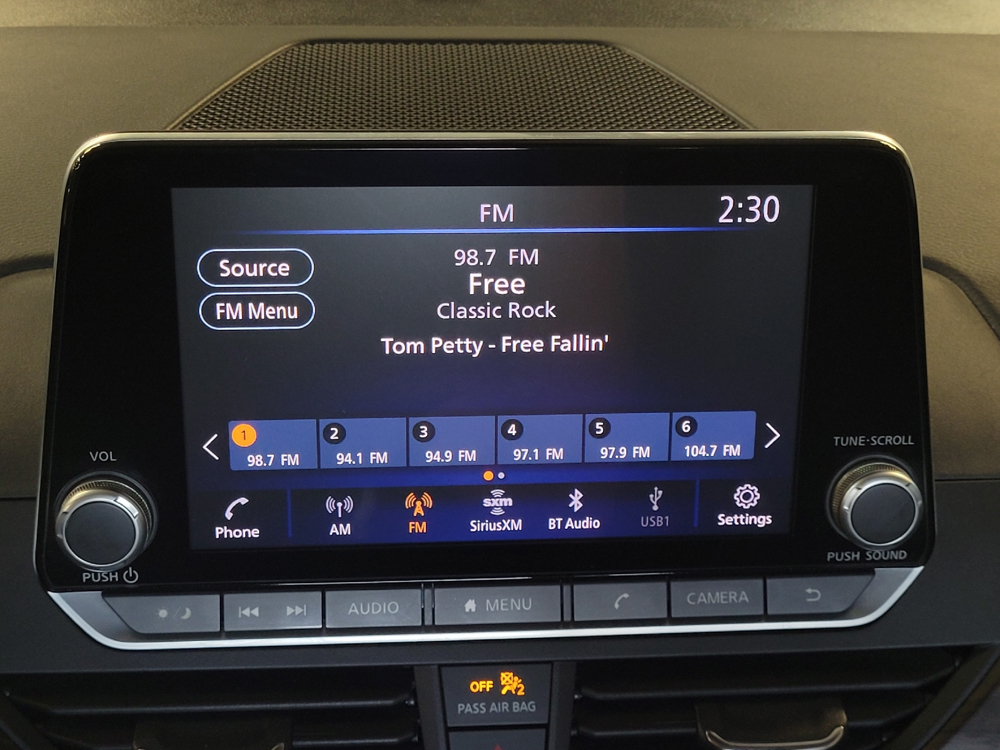 FM
2:30
Source
98.7 FM
Free
FM Menu
Classic Rock
Tom Petty - Free Fallin'
1 2 3 4 5 6
98.7 FM 94.1 FM 94.9 FM 97.1 FM 97.9 FM 104.7 FM
VOL
TUNE·SCROLL
Phone
AM
FM
sxm
SiriusXM
BT Audio
USB1
Settings
PUSH
PUSH SOUND
AUDIO
MENU
CAMERA
OFF 2
PASS AIR BAG